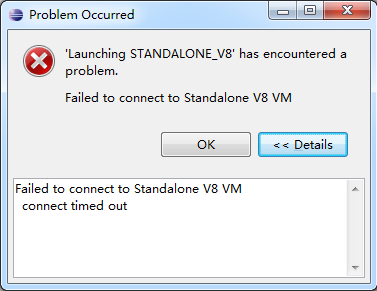 Problem Occurred
'Launching STANDALONE_V8' has encountered a
problem.
Failed to connect to Standalone V8 VM
OK
<< Details
Failed to connect to Standalone V8 VM
connect timed out